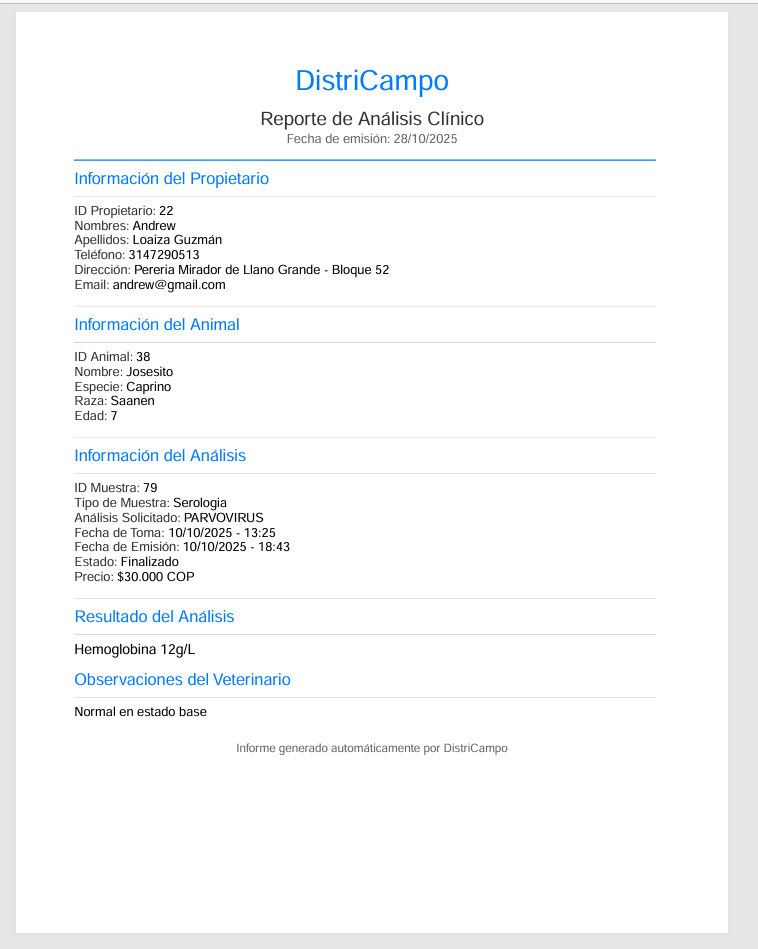 DistriCampo
Reporte de Análisis Clínico
Fecha de emisión: 28/10/2025
Información del Propietario
ID Propietario: 22
Nombres: Andrew
Apellidos: Loaiza Guzmán
Teléfono: 3147290513
Dirección: Pereria Mirador de Llano Grande - Bloque 52
Email: andrew@gmail.com
Información del Animal
ID Animal: 38
Nombre: Josesito
Especie: Caprino
Raza: Saanen
Edad: 7
Información del Análisis
ID Muestra: 79
Tipo de Muestra: Serologia
Análisis Solicitado: PARVOVIRUS
Fecha de Toma: 10/10/2025 - 13:25
Fecha de Emisión: 10/10/2025 - 18:43
Estado: Finalizado
Precio: $30.000 COP
Resultado del Análisis
Hemoglobina 12g/L
Observaciones del Veterinario
Normal en estado base
Informe generado automáticamente por DistriCampo